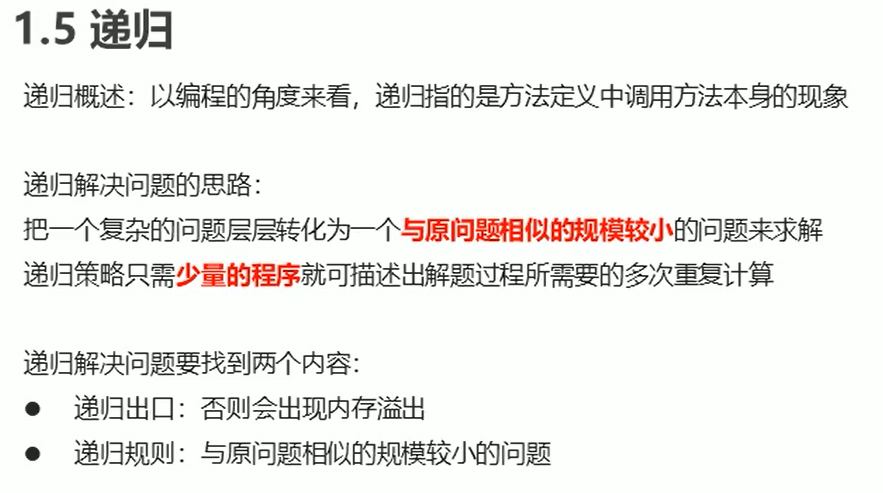 1.5 递归
递归概述：以编程的角度来看，递归指的是方法定义中调用方法本身的现象
递归解决问题的思路：
把一个复杂的问题层层转化为一个与原问题相似的规模较小的问题来求解
递归策略只需少量的程序就可描述出解题过程所需要的多次重复计算
递归解决问题要找到两个内容：
● 递归出口：否则会出现内存溢出
● 递归规则：与原问题相似的规模较小的问题